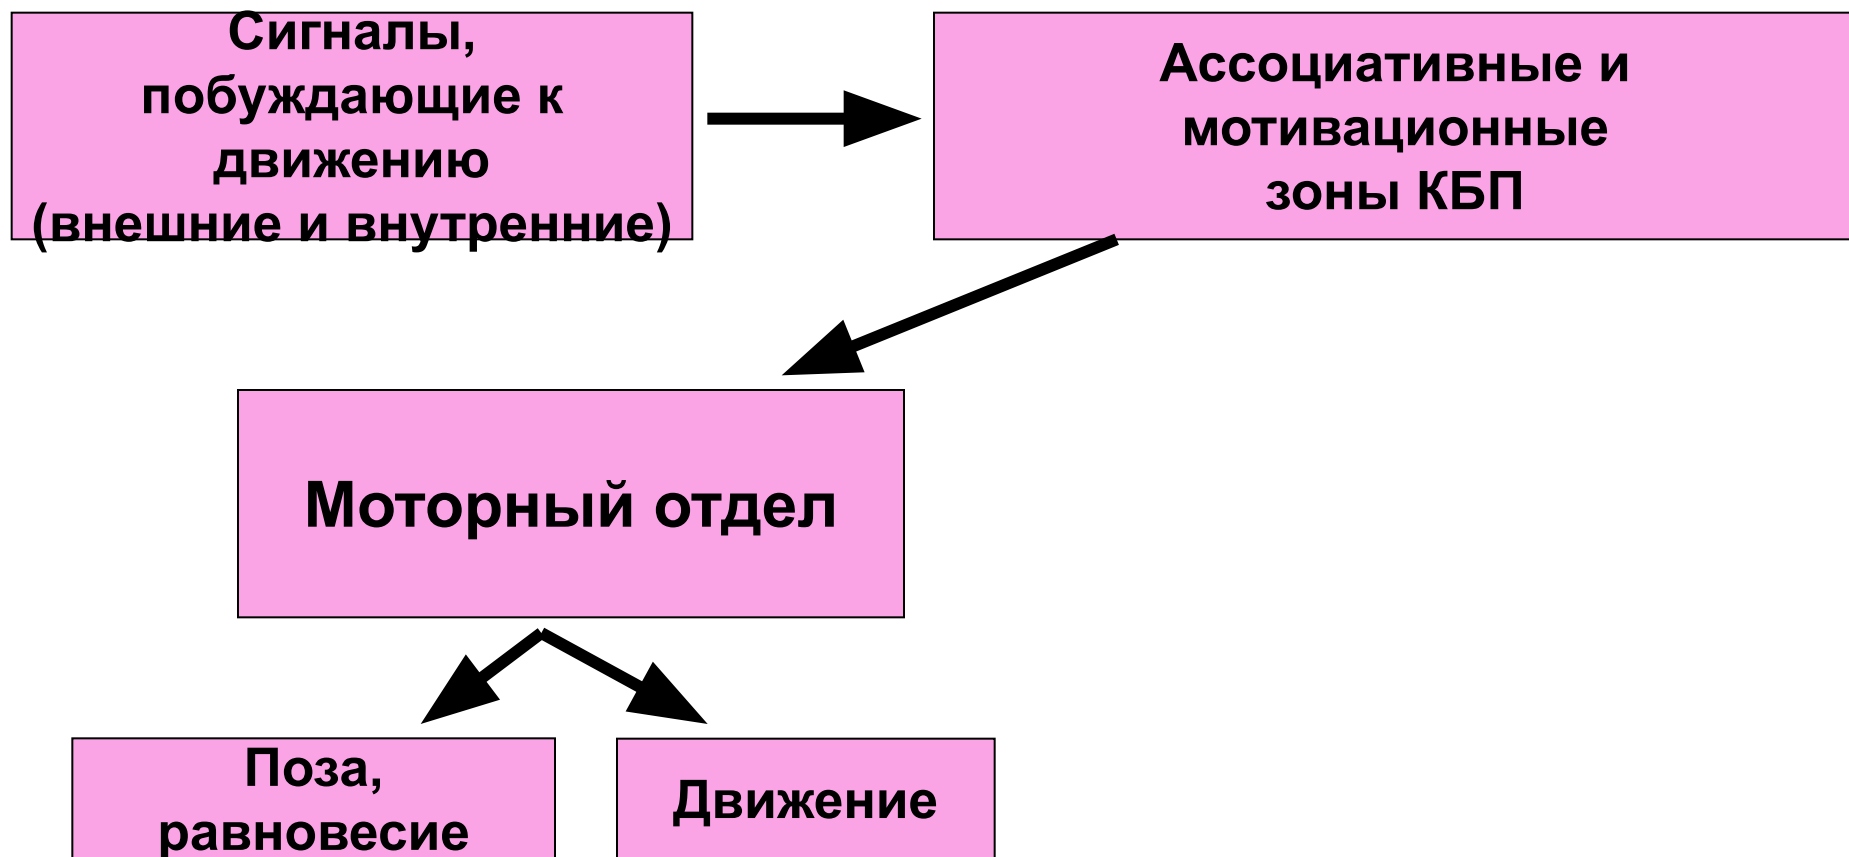 Сигналы,
побуждающие к
движению
(внешние и внутренние)
Ассоциативные и
мотивационные
зоны КБП
Моторный отдел
Поза,
равновесие
Движение